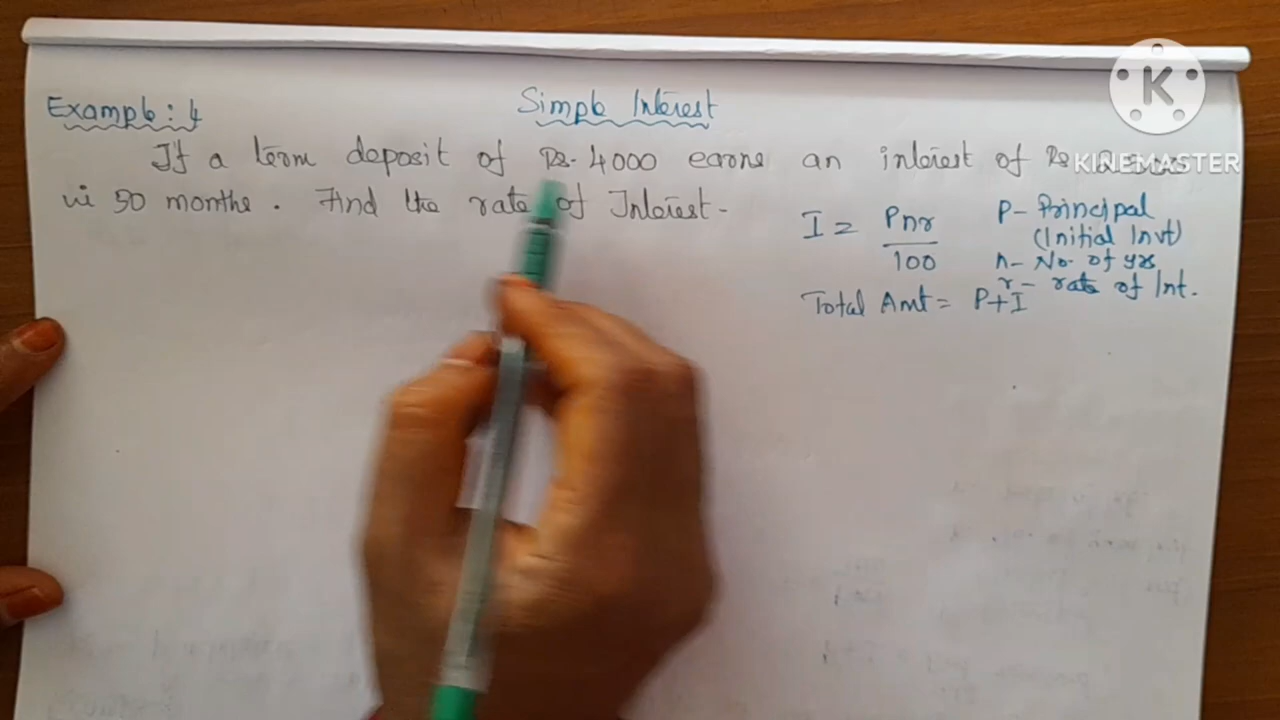 Example: 4
Simple Interest
If a term deposit of Rs. 4000 earns an interest of Rs
in 50 months. Find the rate of Interest.
I = Pnr
100
P- Principal
(Initial Invt)
n- No. of yrs
r- rate of Int.
Total Amt = P+I
K
KINEMASTER